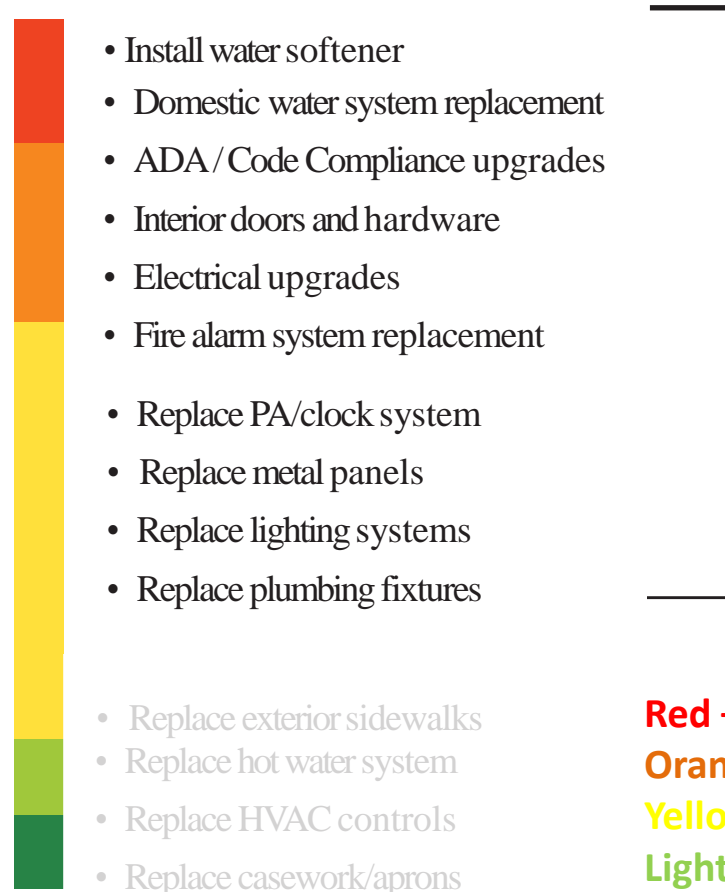 • Install water softener
• Domestic water system replacement
• ADA / Code Compliance upgrades
• Interior doors and hardware
• Electrical upgrades
• Fire alarm system replacement
• Replace PA/clock system
• Replace metal panels
• Replace lighting systems
• Replace plumbing fixtures
• Replace exterior sidewalks
• Replace hot water system
• Replace HVAC controls
• Replace casework/aprons
Red -
Oran
Yello
Light